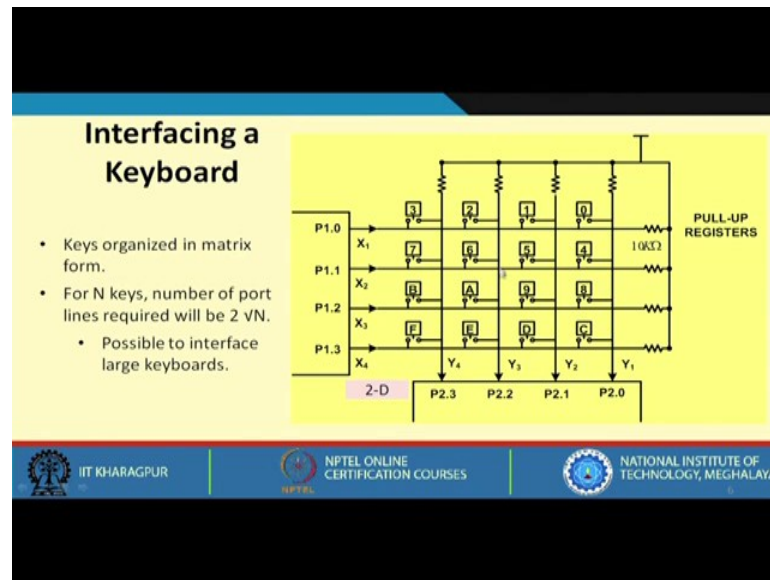 Interfacing a
Keyboard
• Keys organized in matrix
form.
• For N keys, number of port
lines required will be 2 √N.
• Possible to interface
large keyboards.
P1.0
X₁
3
2
1
0
10KΩ
PULL-UP
REGISTERS
P1.1
X₂
7
6
5
4
P1.2
X₃
B
A
9
8
P1.3
X₄
F
E
D
C
Y₄
Y₃
Y₂
Y₁
2-D
P2.3
P2.2
P2.1
P2.0
IIT KHARAGPUR
NPTEL
NPTEL ONLINE
CERTIFICATION COURSES
NATIONAL INSTITUTE OF
TECHNOLOGY, MEGHALAYA
6